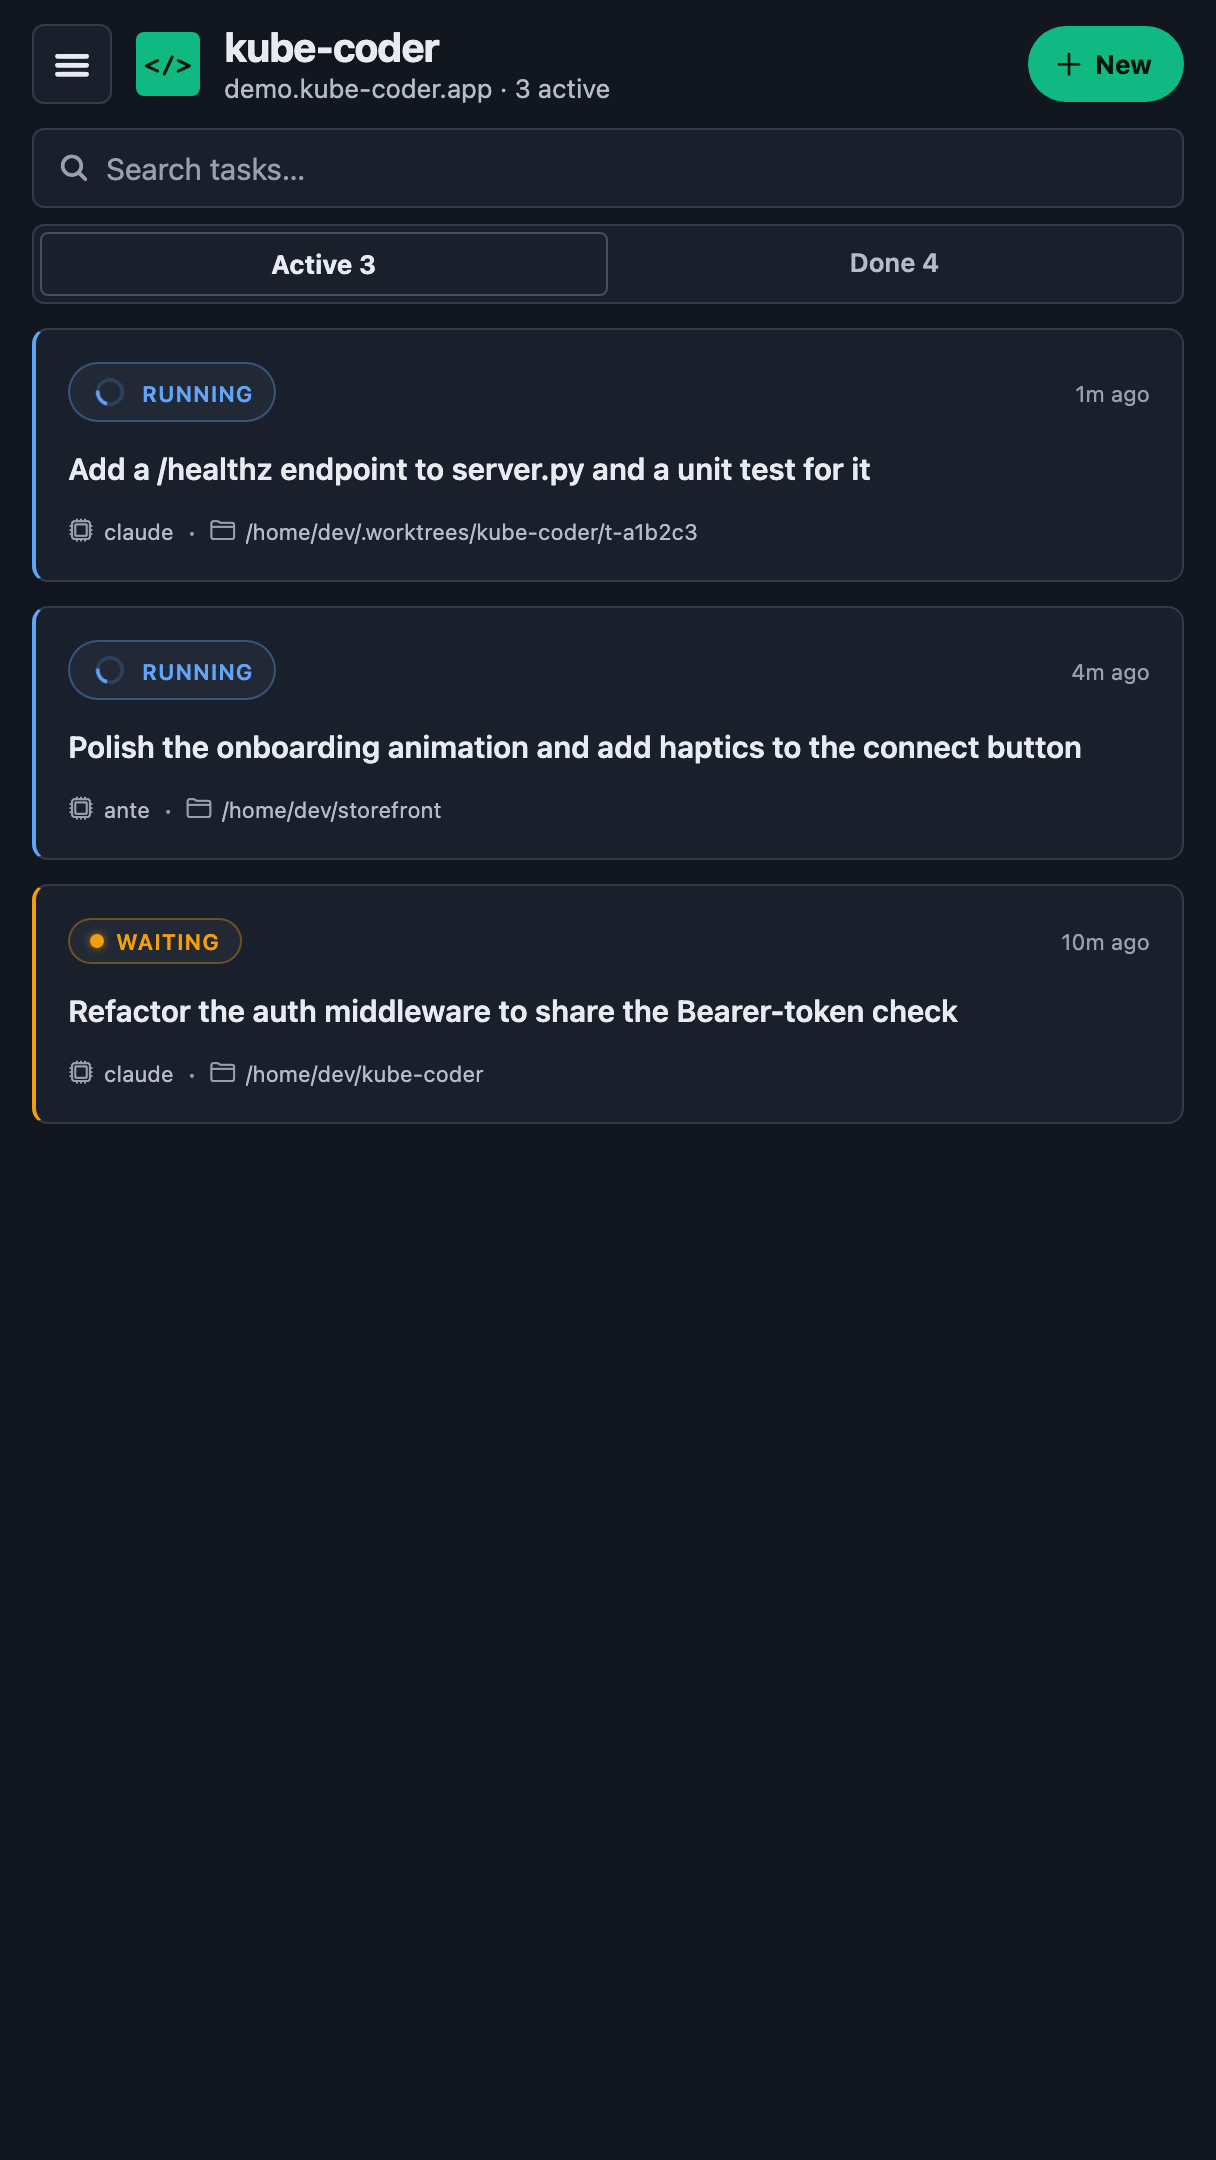 </>
kube-coder
demo.kube-coder.app · 3 active
+ New
Search tasks...
Active 3
Done 4
RUNNING
1m ago
Add a /healthz endpoint to server.py and a unit test for it
claude · /home/dev/.worktrees/kube-coder/t-a1b2c3
RUNNING
4m ago
Polish the onboarding animation and add haptics to the connect button
ante · /home/dev/storefront
WAITING
10m ago
Refactor the auth middleware to share the Bearer-token check
claude · /home/dev/kube-coder